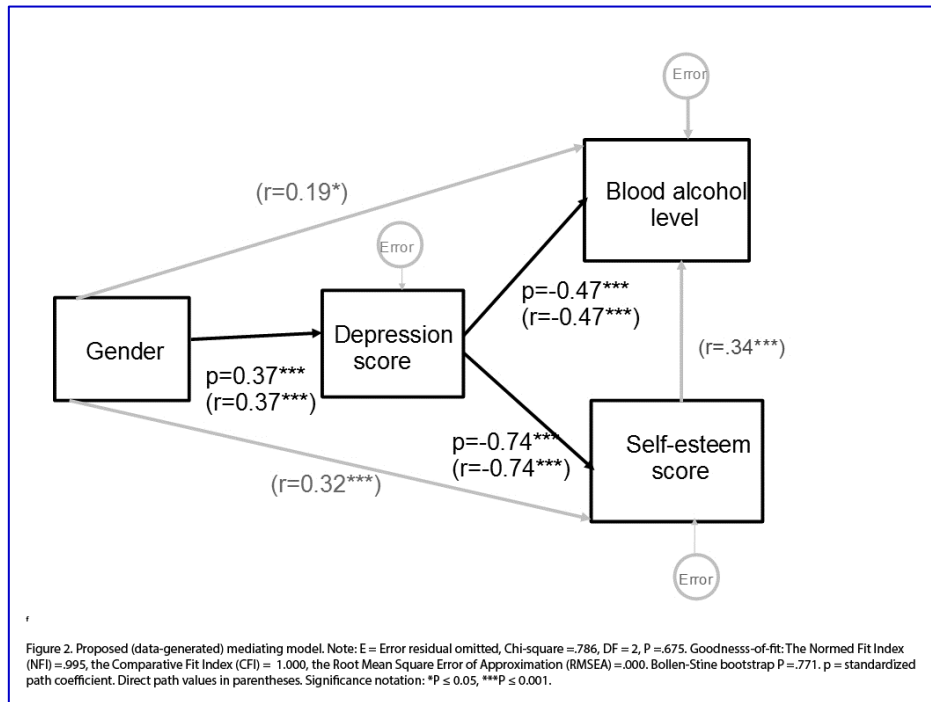 Error
Blood alcohol
level
(r=0.19*)
Error
p=-0.47***
(r=-0.47***)
Gender
Depression
score
(r=.34***)
p=0.37***
(r=0.37***)
p=-0.74***
(r=-0.74***)
Self-esteem
score
(r=0.32***)
Error
f
Figure 2. Proposed (data-generated) mediating model. Note: E = Error residual omitted, Chi-square =.786, DF = 2, P =.675. Goodnesss-of-fit: The Normed Fit Index
(NFI) =.995, the Comparative Fit Index (CFI) = 1.000, the Root Mean Square Error of Approximation (RMSEA) =.000. Bollen-Stine bootstrap P =.771. p = standardized
path coefficient. Direct path values in parentheses. Significance notation: *P ≤ 0.05, ***P ≤ 0.001.